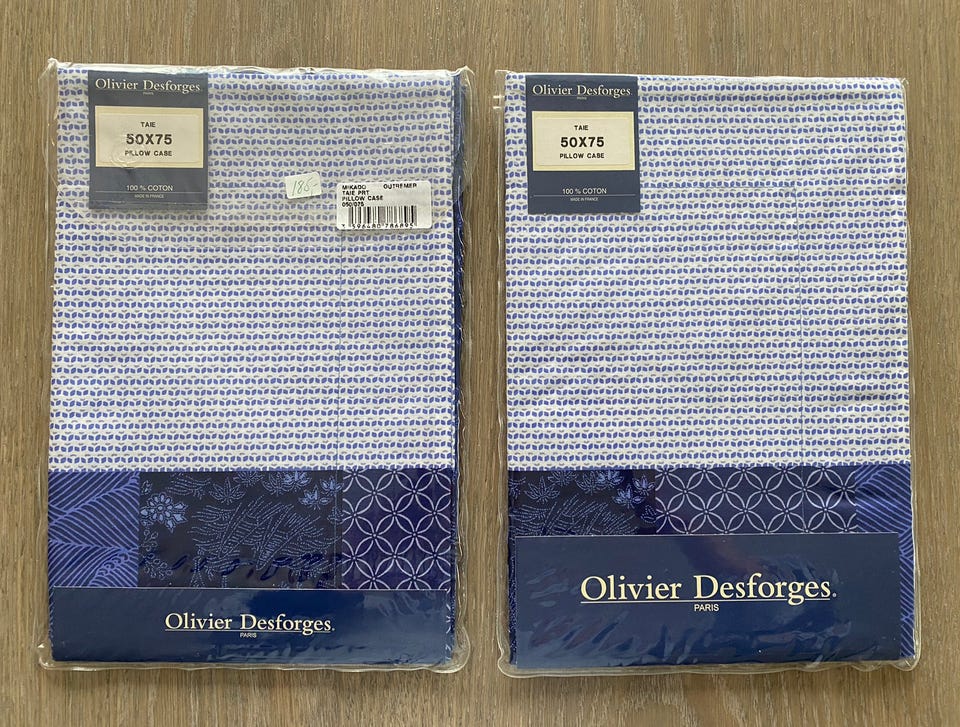 Olivier Desforges.
PARIS
TAIE
50X75
PILLOW CASE
100 % COTON
MADE IN FRANCE
186-
MIKADO OUTREMER
TAIE PRT
PILLOW CASE
050/075
Olivier Desforges.
PARIS
Olivier Desforges.
PARIS
TAIE
50X75
PILLOW CASE
100 % COTON
MADE IN FRANCE
Olivier Desforges.
PARIS